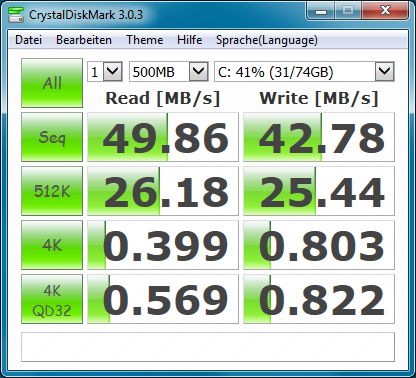 CrystalDiskMark 3.0.3
Datei Bearbeiten Theme Hilfe Sprache(Language)
All 1 500MB C: 41% (31/74GB)
Read [MB/s] Write [MB/s]
Seq 49.86 42.78
512K 26.18 25.44
4K 0.399 0.803
4K
QD32 0.569 0.822